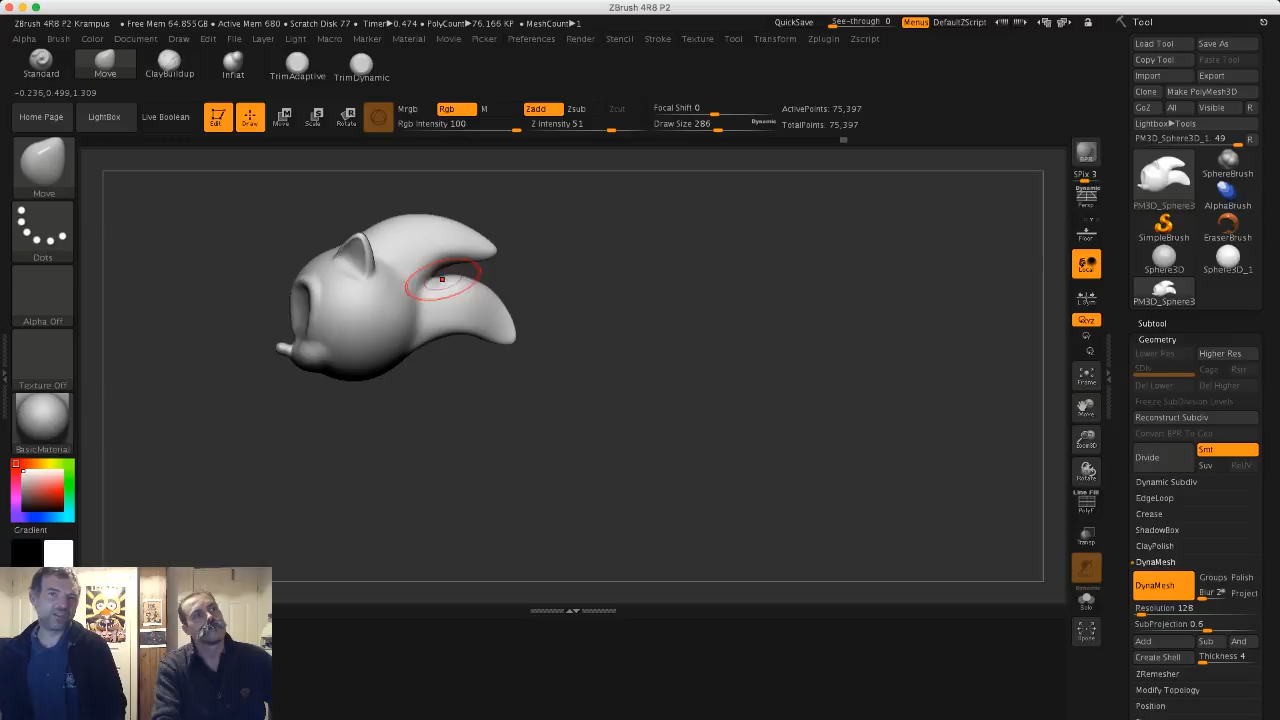 ZBrush 4R8 P2
ZBrush 4R8 P2 Krampus • Free Mem 64.855GB • Active Mem 680 • Scratch Disk 77 • Timer▶0.474 • PolyCount▶76.166 KP • MeshCount▶1
QuickSave
See-through 0
Menus
DefaultZScript
Tool
Alpha Brush Color Document Draw Edit File Layer Light Macro Marker Material Movie Picker Preferences Render Stencil Stroke Texture Tool Transform Zplugin Zscript
Load Tool Save As
Copy Tool Paste Tool
Import Export
Clone Make PolyMesh3D
GoZ All Visible R
Lightbox▶Tools
PM3D_Sphere3D_1. 49 R
Standard Move ClayBuildup Inflat TrimAdaptive TrimDynamic
-0.236,0.499,1.309
Home Page LightBox Live Boolean
Edit Draw Move Scale Rotate
Mrgb Rgb M
Rgb Intensity 100
Zadd Zsub Zcut
Z Intensity 51
Focal Shift 0
Draw Size 286
Dynamic
ActivePoints: 75,397
TotalPoints: 75,397
Move
Dots
Alpha Off
Texture Off
BasicMaterial
Gradient
BPR
SPix 3
Dynamic
Persp
Floor
Local
L.Sym
XYZ
Frame
Move
Zoom3D
Rotate
Line Fill
PolyF
Transp
Dynamic
Solo
Xpose
PM3D_Sphere3 SphereBrush
AlphaBrush
SimpleBrush EraserBrush
Sphere3D Sphere3D_1
PM3D_Sphere3
Subtool
Geometry
Lower Res Higher Res
SDiv Cage Rstr
Del Lower Del Higher
Freeze SubDivision Levels
Reconstruct Subdiv
Convert BPR To Geo
Divide Smt
Suv ReUV
Dynamic Subdiv
EdgeLoop
Crease
ShadowBox
ClayPolish
DynaMesh
DynaMesh Groups Polish
Blur 2 Project
Resolution 128
SubProjection 0.6
Add Sub And
Create Shell Thickness 4
ZRemesher
Modify Topology
Position